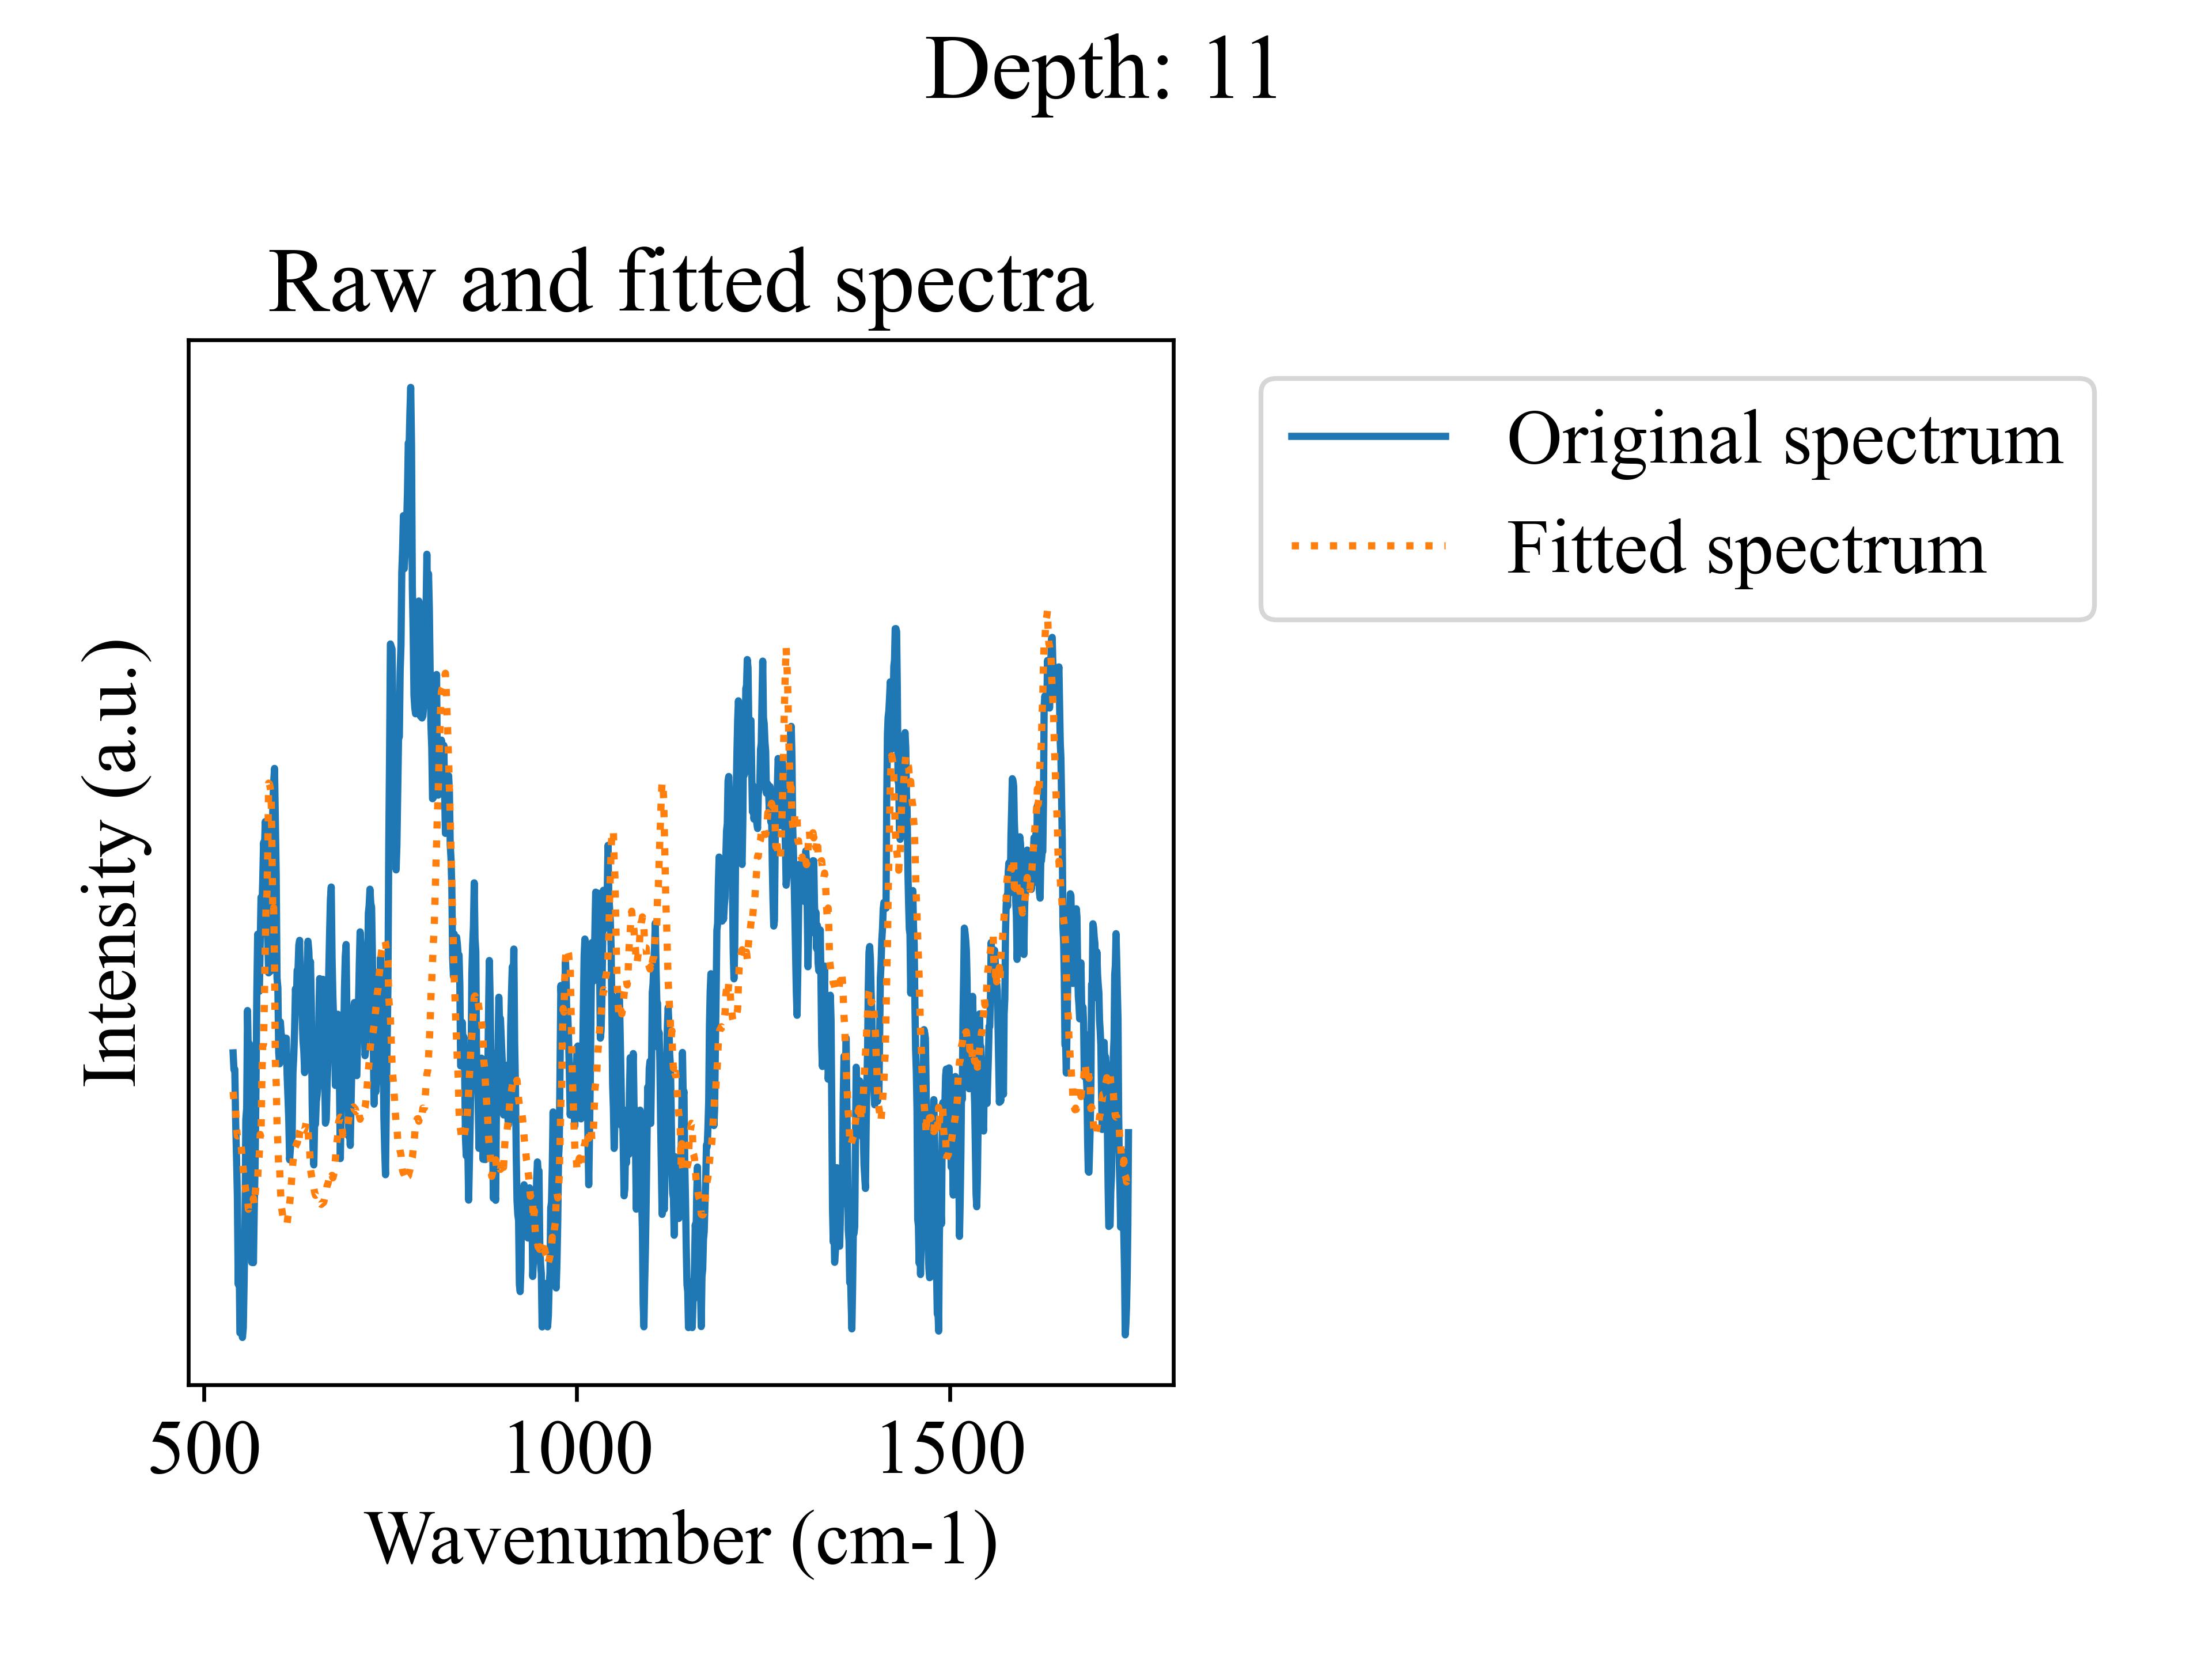 Depth: 11
Raw and fitted spectra
Original spectrum
Fitted spectrum
Intensity (a.u.)
500 1000 1500
Wavenumber (cm-1)